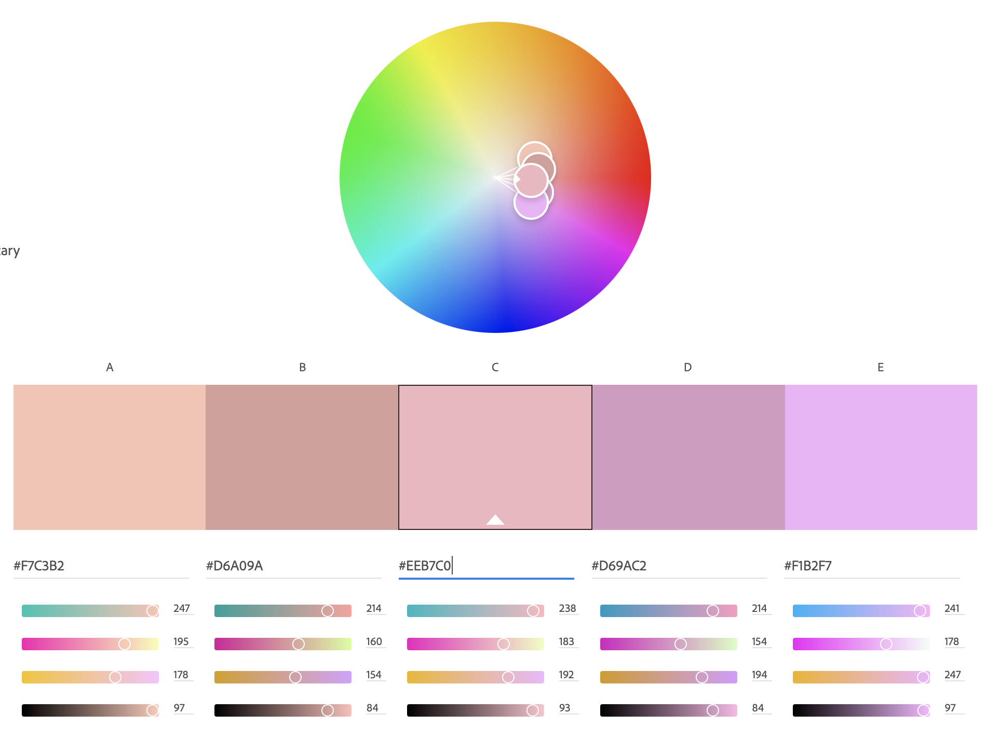 tary
A B C D E
#F7C3B2 #D6A09A #EEB7C0 #D69AC2 #F1B2F7
247 214 238 214 241
195 160 183 154 178
178 154 192 194 247
97 84 93 84 97